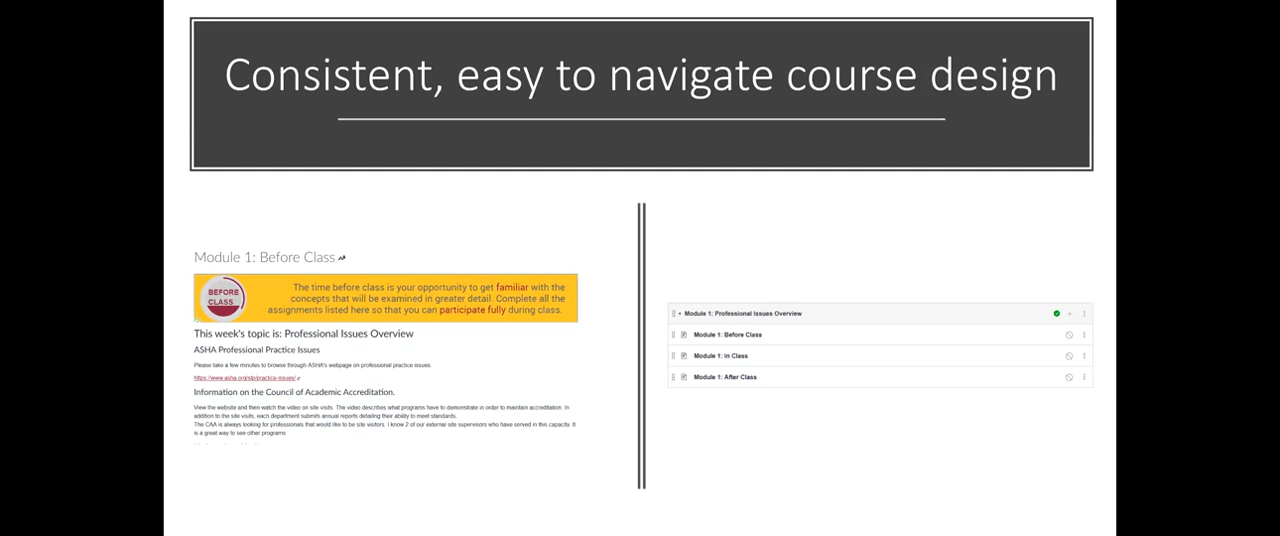 Consistent, easy to navigate course design
Module 1: Before Class
BEFORE
CLASS
The time before class is your opportunity to get familiar with the
concepts that will be examined in greater detail. Complete all the
assignments listed here so that you can participate fully during class.
This week's topic is: Professional Issues Overview
ASHA Professional Practice Issues
Please take a few minutes to browse through ASHA's webpage on professional practice issues.
https://www.asha.org/slp/practice-issues/
Information on the Council of Academic Accreditation.
View the website and then watch the video on site visits. The video describes what programs have to demonstrate in order to maintain accreditation. In
addition to the site visits, each department submits annual reports detailing their ability to meet standards.
The CAA is always looking for professionals that would like to be site visitors. I know 2 of our external site supervisors who have served in this capacity. It
is a great way to see other programs.
Module 1: Professional Issues Overview
Module 1: Before Class
Module 1: In Class
Module 1: After Class